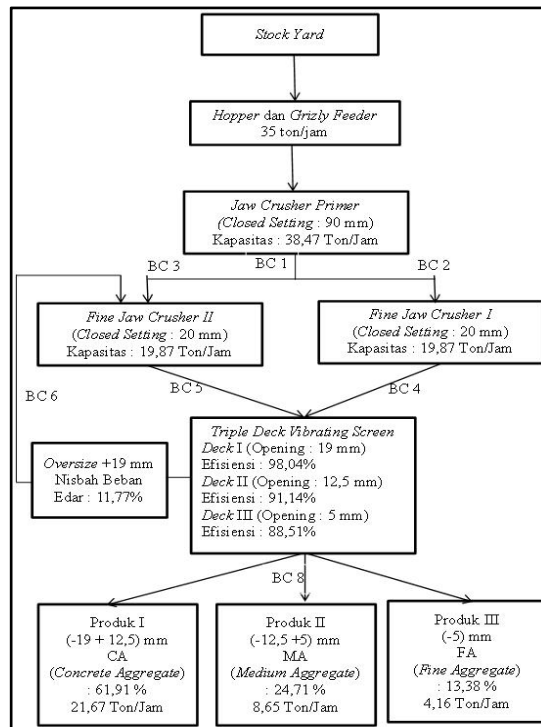 Stock Yard
Hopper dan Grizly Feeder
35 ton/jam
Jaw Crusher Primer
(Closed Setting : 90 mm)
Kapasitas : 38,47 Ton/Jam
BC 3
BC 1
BC 2
Fine Jaw Crusher II
(Closed Setting : 20 mm)
Kapasitas : 19,87 Ton/Jam
Fine Jaw Crusher I
(Closed Setting : 20 mm)
Kapasitas : 19,87 Ton/Jam
BC 6
BC 5
BC 4
Oversize +19 mm
Nisbah Beban
Edar : 11,77%
Triple Deck Vibrating Screen
Deck I (Opening : 19 mm)
Efisiensi : 98,04%
Deck II (Opening : 12,5 mm)
Efisiensi : 91,14%
Deck III (Opening : 5 mm)
Efisiensi : 88,51%
BC 8
Produk I
(-19 + 12,5) mm
CA
(Concrete Aggregate)
: 61,91 %
21,67 Ton/Jam
Produk II
(-12,5 +5) mm
MA
(Medium Aggregate)
: 24,71 %
8,65 Ton/Jam
Produk III
(-5) mm
FA
(Fine Aggregate)
: 13,38 %
4,16 Ton/Jam